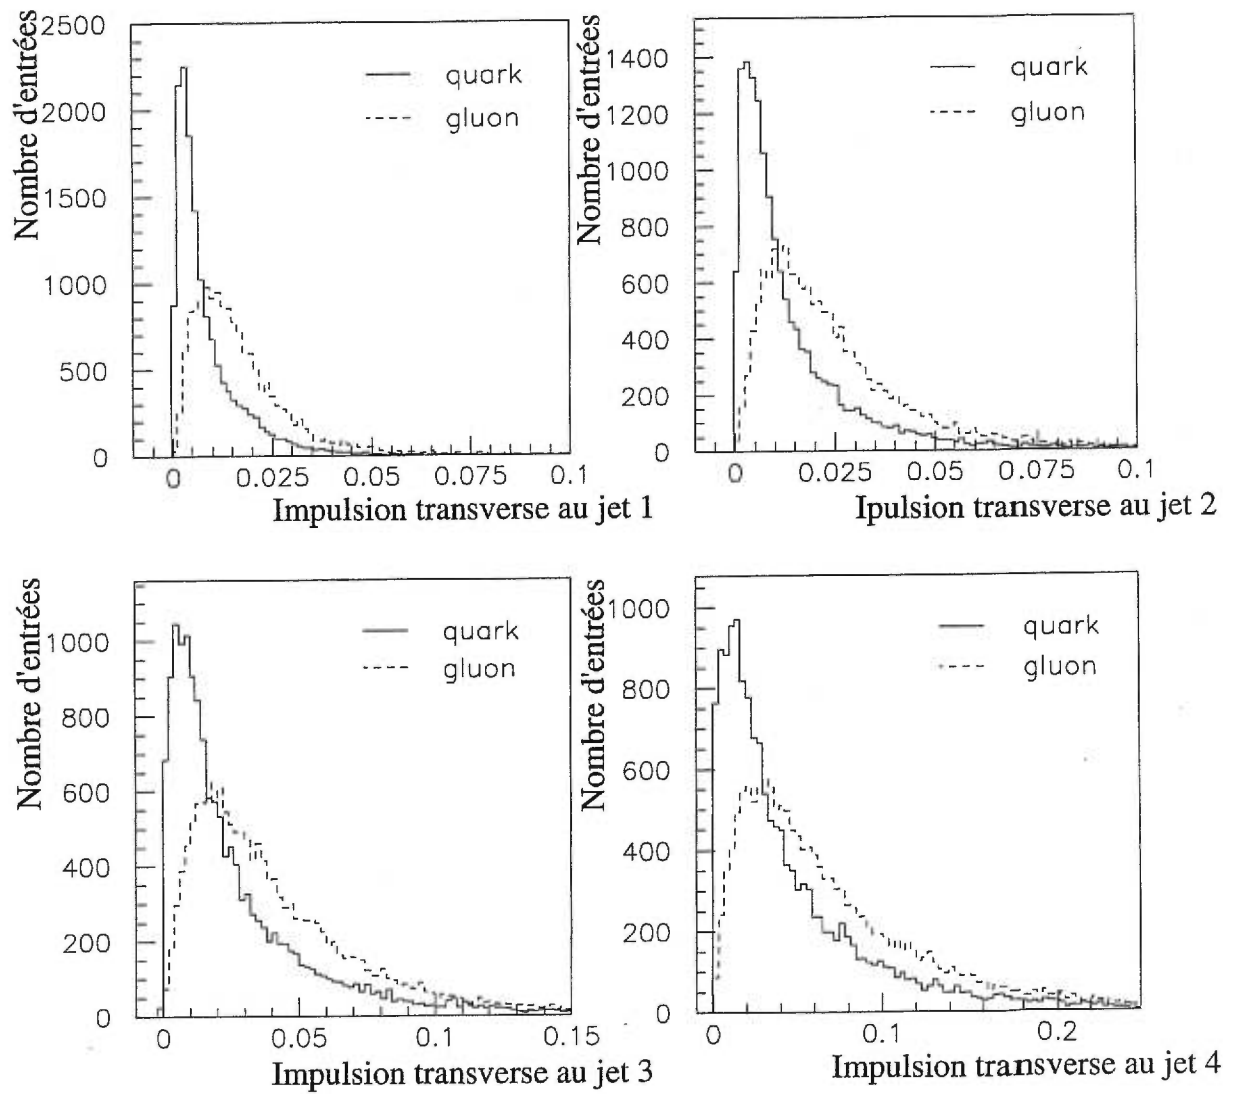 Nombre d'entrées
2500
2000
1500
1000
500
0
quark
gluon
0 0.025 0.05 0.075 0.1
Impulsion transverse au jet 1
Nombre d'entrées
1400
1200
1000
800
600
400
200
0
quark
gluon
0 0.025 0.05 0.075 0.1
Ipulsion transverse au jet 2
Nombre d'entrées
1000
800
600
400
200
0
quark
gluon
0 0.05 0.1 0.15
Impulsion transverse au jet 3
Nombre d'entrées
1000
800
600
400
200
0
quark
gluon
0 0.1 0.2
Impulsion transverse au jet 4